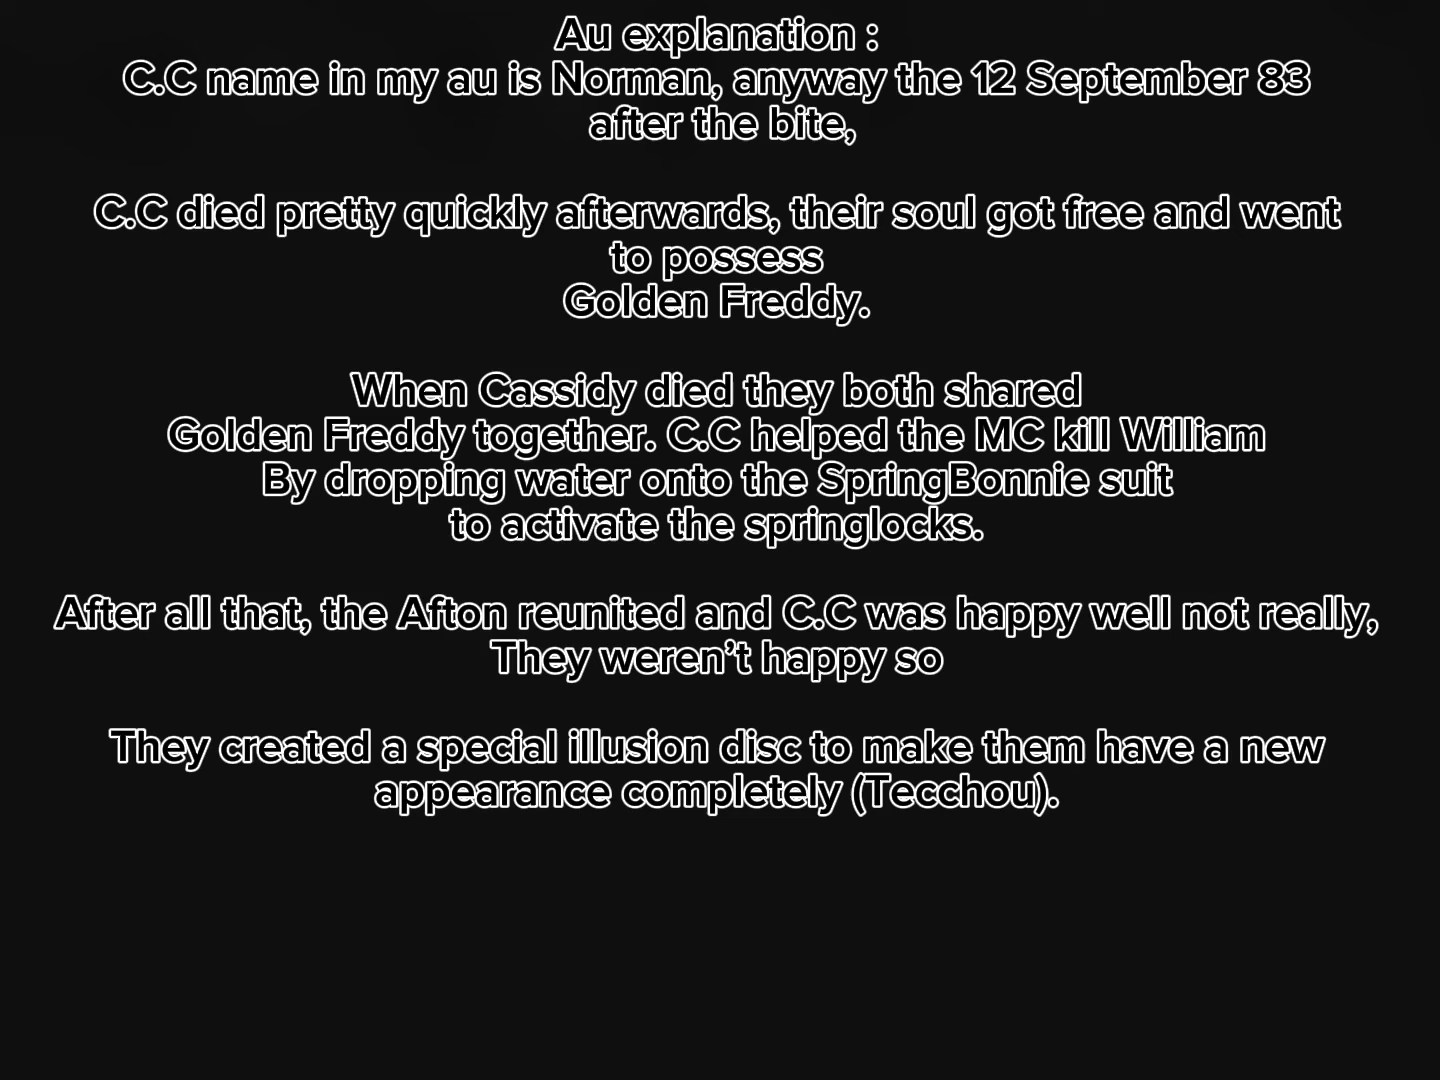 Au explanation :
C.C name in my au is Norman, anyway the 12 September 83
after the bite,
C.C died pretty quickly afterwards, their soul got free and went
to possess
Golden Freddy.
When Cassidy died they both shared
Golden Freddy together. C.C helped the MC kill William
By dropping water onto the SpringBonnie suit
to activate the springlocks.
After all that, the Afton reunited and C.C was happy well not really,
They weren’t happy so
They created a special illusion disc to make them have a new
appearance completely (Tecchou).